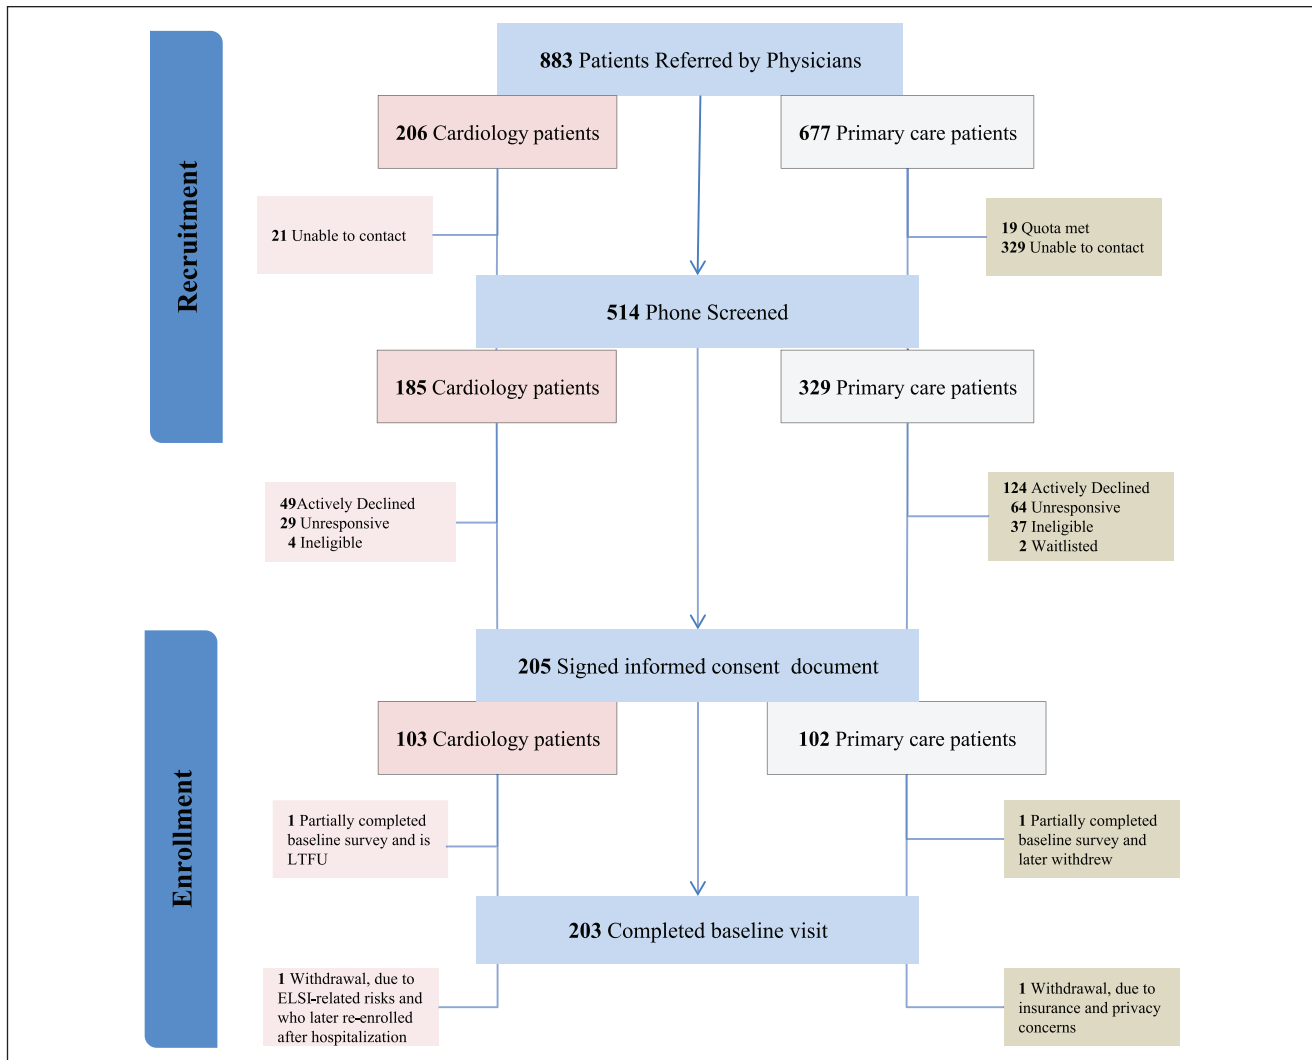 Recruitment
883 Patients Referred by Physicians
206 Cardiology patients
677 Primary care patients
21 Unable to contact
19 Quota met
329 Unable to contact
514 Phone Screened
185 Cardiology patients
329 Primary care patients
49Actively Declined
29 Unresponsive
4 Ineligible
124 Actively Declined
64 Unresponsive
37 Ineligible
2 Waitlisted
Enrollment
205 Signed informed consent document
103 Cardiology patients
102 Primary care patients
1 Partially completed
baseline survey and is
LTFU
1 Partially completed
baseline survey and
later withdrew
203 Completed baseline visit
1 Withdrawal, due to
ELSI-related risks and
who later re-enrolled
after hospitalization
1 Withdrawal, due to
insurance and privacy
concerns